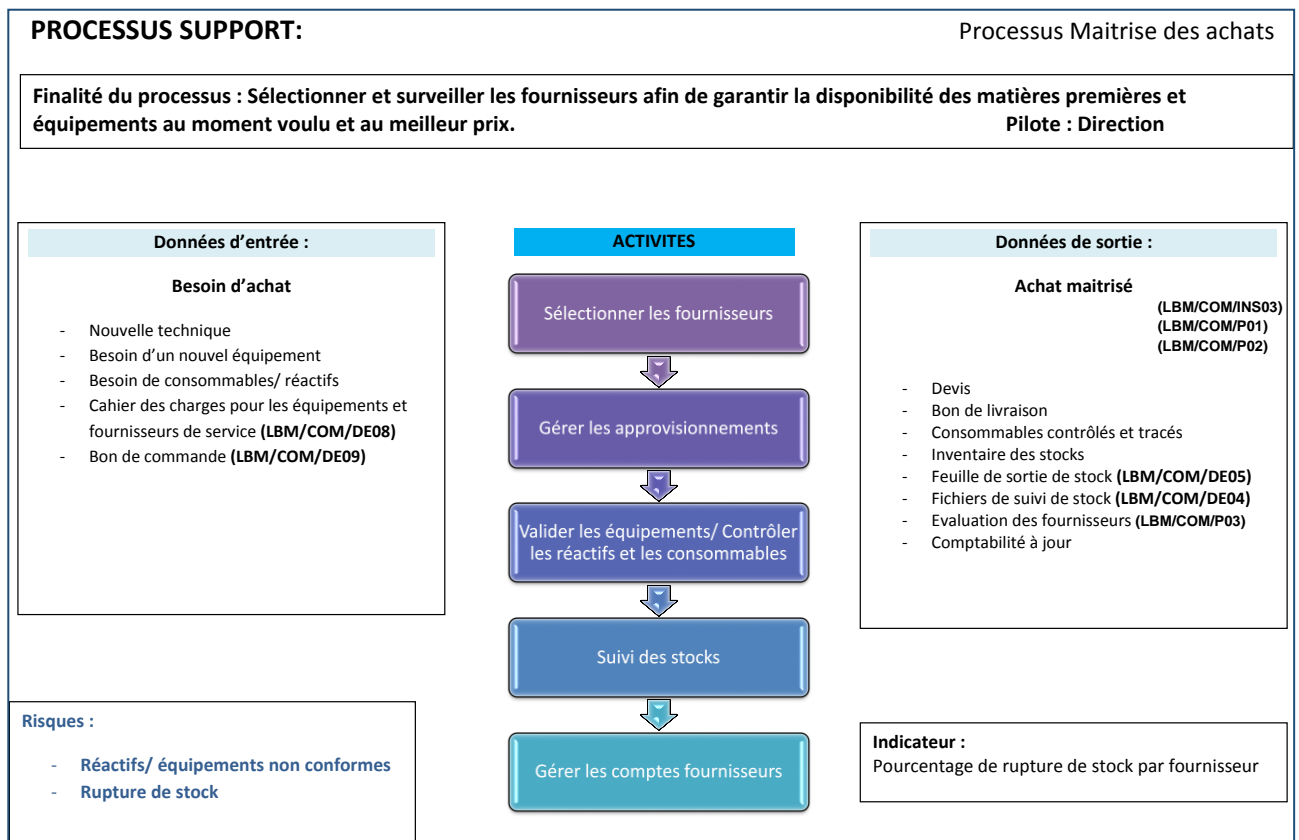 PROCESSUS SUPPORT:
Processus Maitrise des achats
Finalité du processus : Sélectionner et surveiller les fournisseurs afin de garantir la disponibilité des matières premières et
équipements au moment voulu et au meilleur prix.
Pilote : Direction
Données d’entrée :
Besoin d’achat
- Nouvelle technique
- Besoin d’un nouvel équipement
- Besoin de consommables/ réactifs
- Cahier des charges pour les équipements et
fournisseurs de service (LBM/COM/DE08)
- Bon de commande (LBM/COM/DE09)
ACTIVITES
Sélectionner les fournisseurs
Gérer les approvisionnements
Valider les équipements/ Contrôler
les réactifs et les consommables
Suivi des stocks
Gérer les comptes fournisseurs
Données de sortie :
Achat maitrisé
(LBM/COM/INS03)
(LBM/COM/P01)
(LBM/COM/P02)
- Devis
- Bon de livraison
- Consommables contrôlés et tracés
- Inventaire des stocks
- Feuille de sortie de stock (LBM/COM/DE05)
- Fichiers de suivi de stock (LBM/COM/DE04)
- Evaluation des fournisseurs (LBM/COM/P03)
- Comptabilité à jour
Risques :
- Réactifs/ équipements non conformes
- Rupture de stock
Indicateur :
Pourcentage de rupture de stock par fournisseur